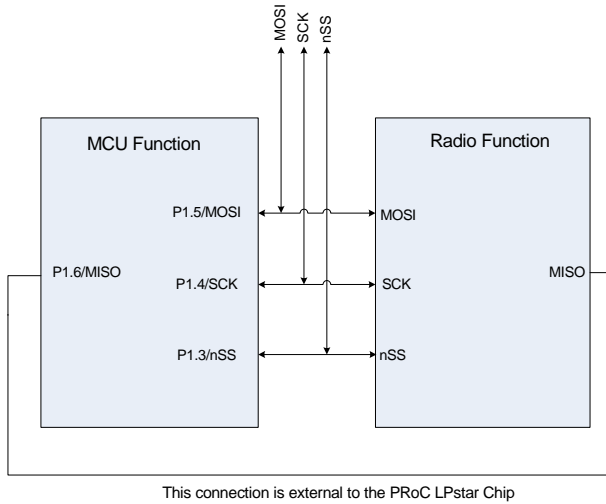 MOSI
SCK
nSS
MCU Function
Radio Function
P1.5/MOSI
MOSI
P1.6/MISO
P1.4/SCK
SCK
MISO
P1.3/nSS
nSS
This connection is external to the PRoC LPstar Chip